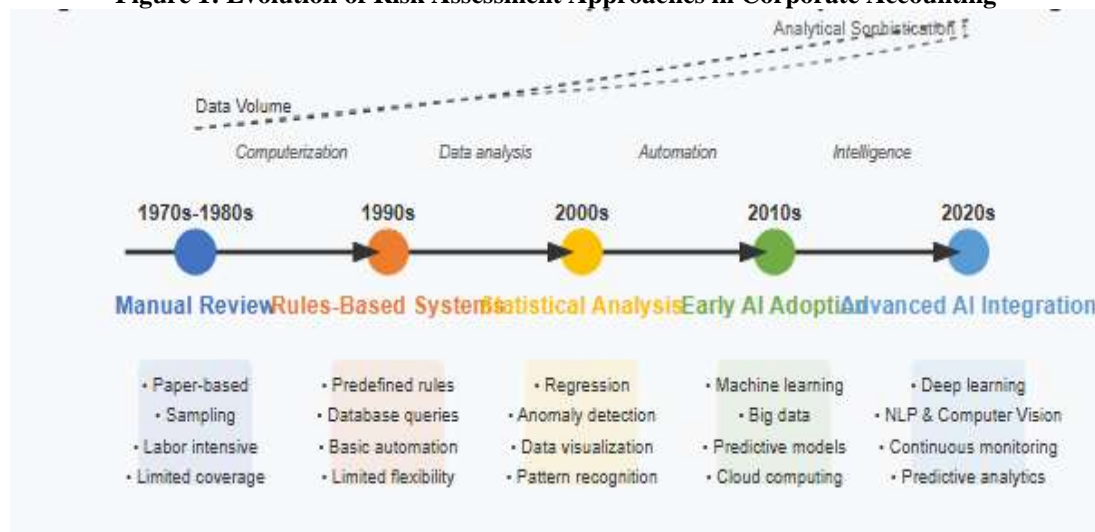 Figure 1: Evolution of Risk Assessment Approaches in Corporate Accounting
Analytical Sophistication
Data Volume
Computerization Data analysis Automation Intelligence
1970s-1980s 1990s 2000s 2010s 2020s
Manual Review Rules-Based Systems Statistical Analysis Early AI Adoption Advanced AI Integration
• Paper-based • Predefined rules • Regression • Machine learning • Deep learning
• Sampling • Database queries • Anomaly detection • Big data • NLP & Computer Vision
• Labor intensive • Basic automation • Data visualization • Predictive models • Continuous monitoring
• Limited coverage • Limited flexibility • Pattern recognition • Cloud computing • Predictive analytics